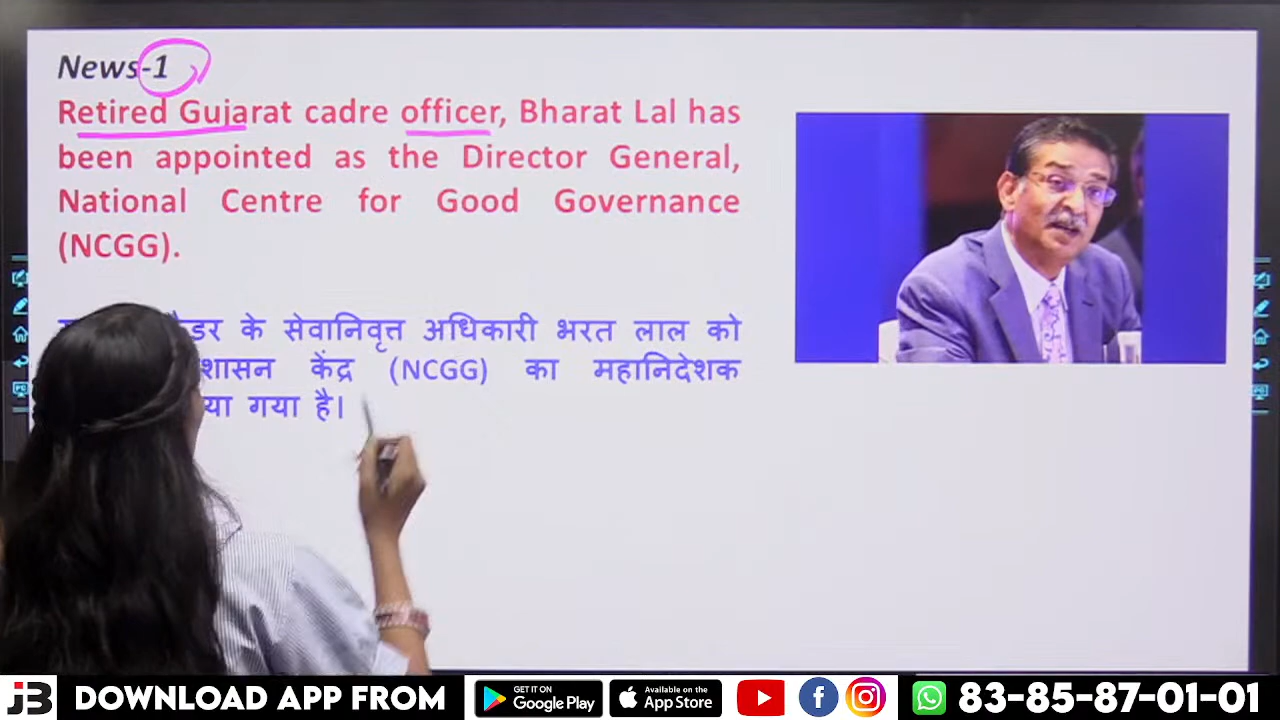 News-1
Retired Gujarat cadre officer, Bharat Lal has
been appointed as the Director General,
National Centre for Good Governance
(NCGG).
के सेवानिवृत्त अधिकारी भरत लाल को
केंद्र (NCGG) का महानिदेशक
गया है।
JB
DOWNLOAD APP FROM
GET IT ON
Google Play
Available on the
App Store
83-85-87-01-01